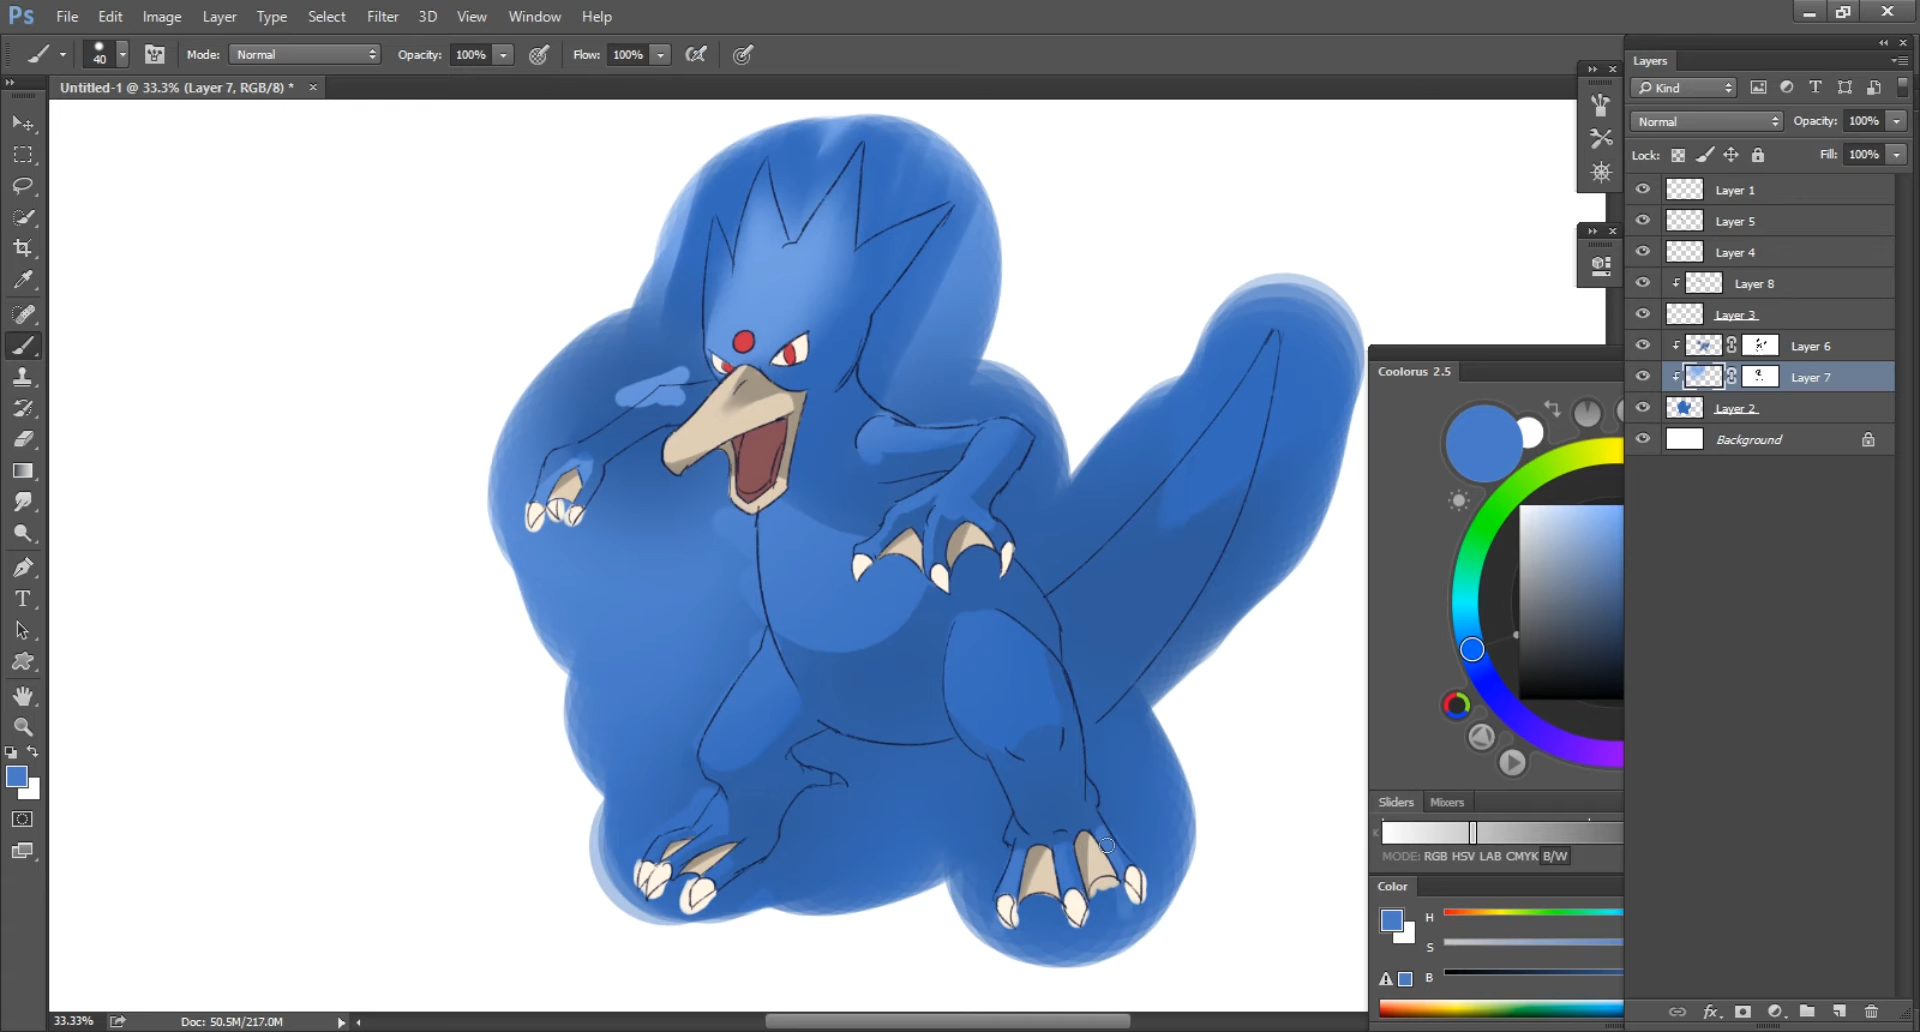 Ps File Edit Image Layer Type Select Filter 3D View Window Help
40 Mode: Normal Opacity: 100% Flow: 100%
Untitled-1 @ 33.3% (Layer 7, RGB/8) *
Layers
Kind
Normal Opacity: 100%
Lock: Fill: 100%
Layer 1
Layer 5
Layer 4
Layer 8
Layer 3
Layer 6
Layer 7
Layer 2
Background
Coolorus 2.5
Sliders Mixers
K
MODE: RGB HSV LAB CMYK B/W
Color
H
S
B
33.33% Doc: 50.5M/217.0M